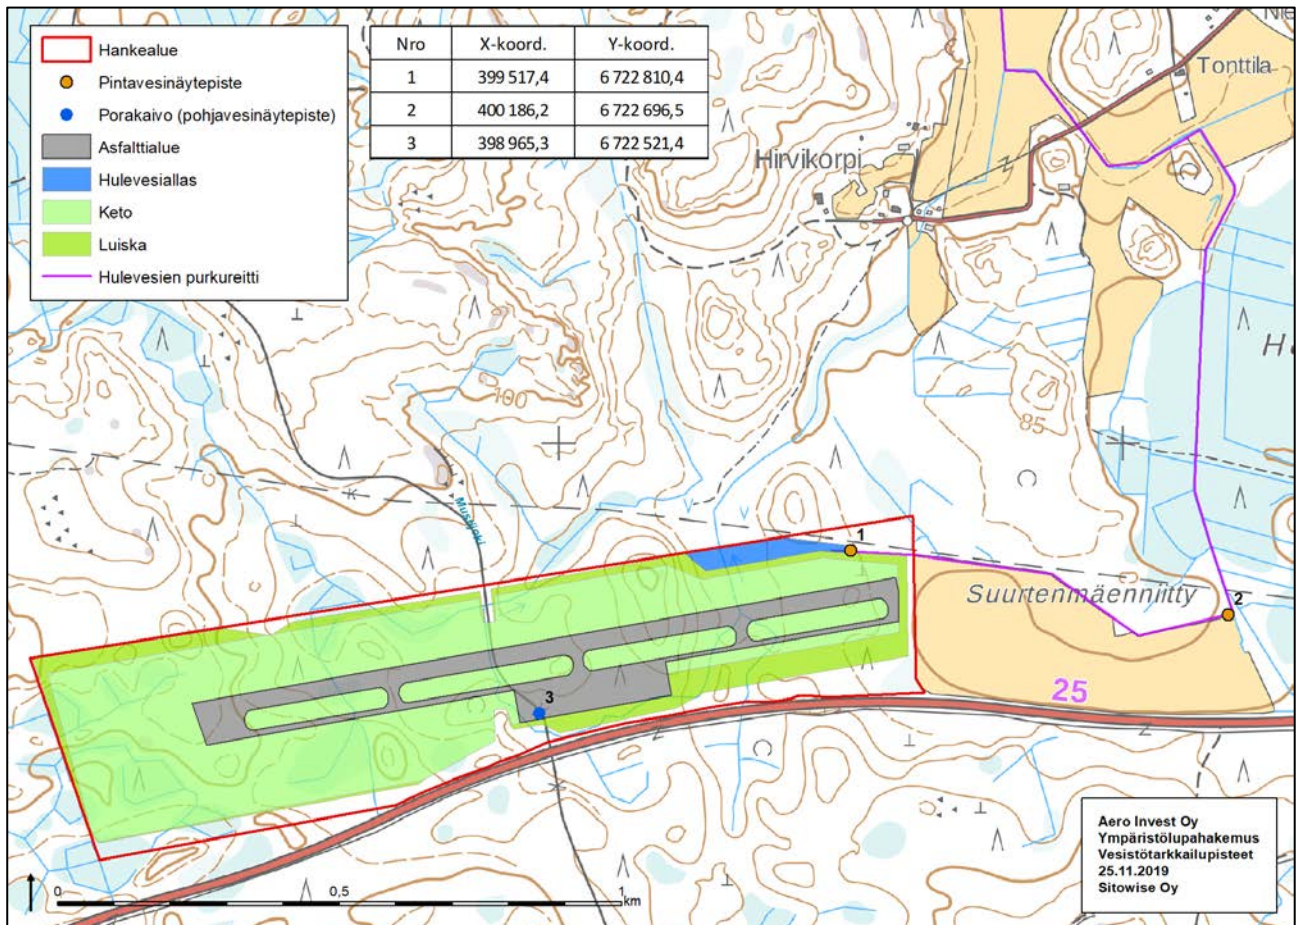 Hankealue
Pintavesinäytepiste
Porakaivo (pohjavesinäytepiste)
Asfalttialue
Hulevesiallas
Keto
Luiska
Hulevesien purkureitti
Nro X-koord. Y-koord.
1 399 517,4 6 722 810,4
2 400 186,2 6 722 696,5
3 398 965,3 6 722 521,4
Tonttila
Hirvikorpi
100
85
K
Mustijoki
1
Suurtenmäenniitty
2
3
25
Z
Z
Z
0 0,5 1
km
Aero Invest Oy
Ympäristölupahakemus
Vesistötarkkailupisteet
25.11.2019
Sitowise Oy